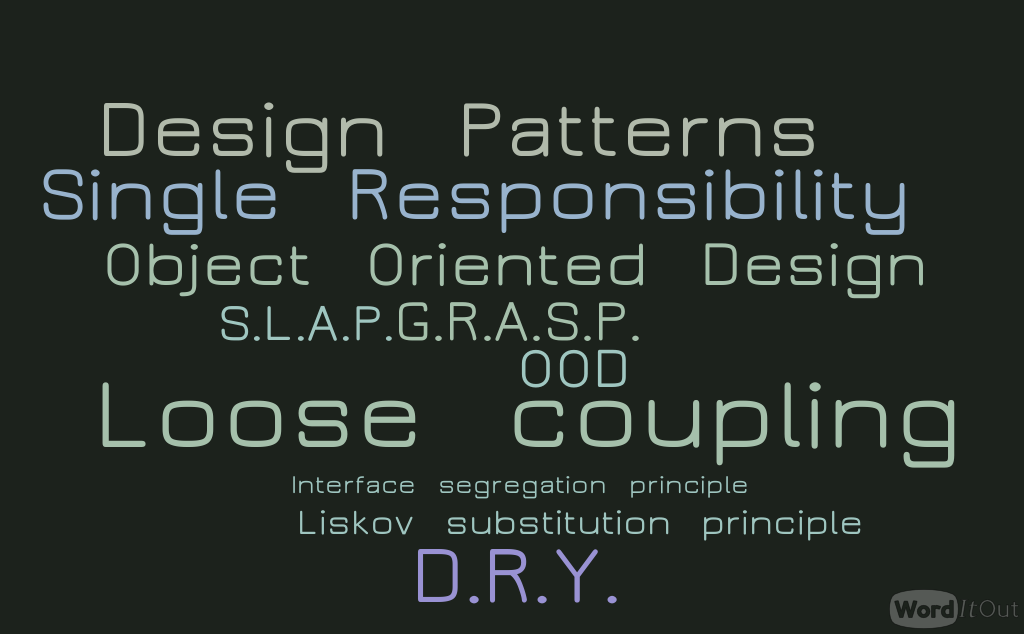 Design Patterns
Single Responsibility
Object Oriented Design
S.L.A.P. G.R.A.S.P.
OOD
Loose coupling
Interface segregation principle
Liskov substitution principle
D.R.Y.
WordItOut